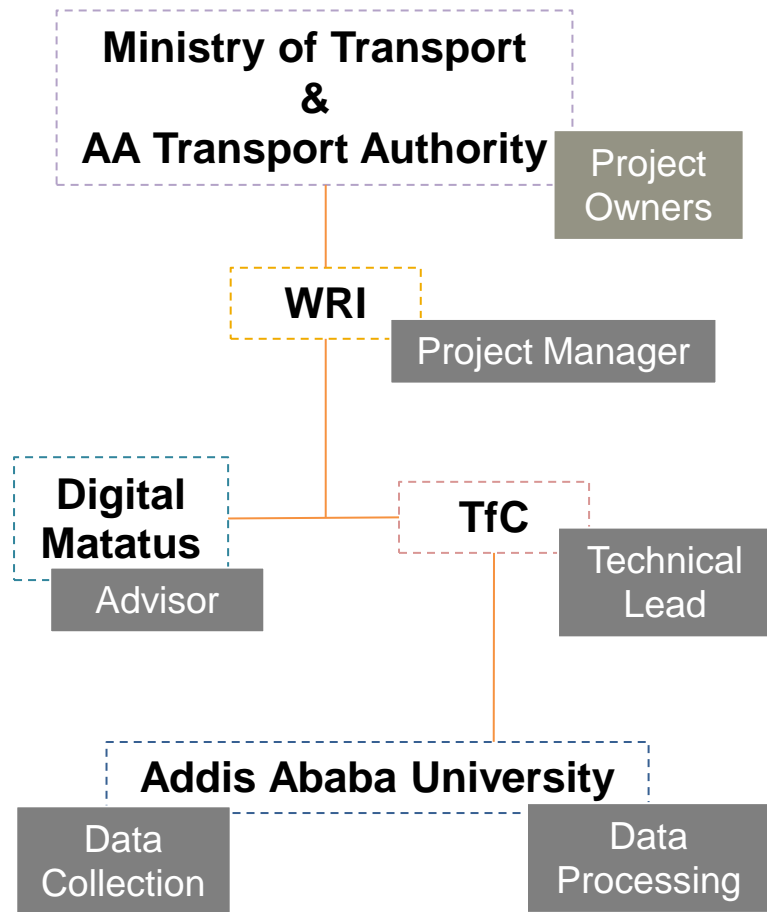 Ministry of Transport
&
AA Transport Authority
Project
Owners
WRI
Project Manager
Digital
Matatus
Advisor
TfC
Technical
Lead
Addis Ababa University
Data
Collection
Data
Processing